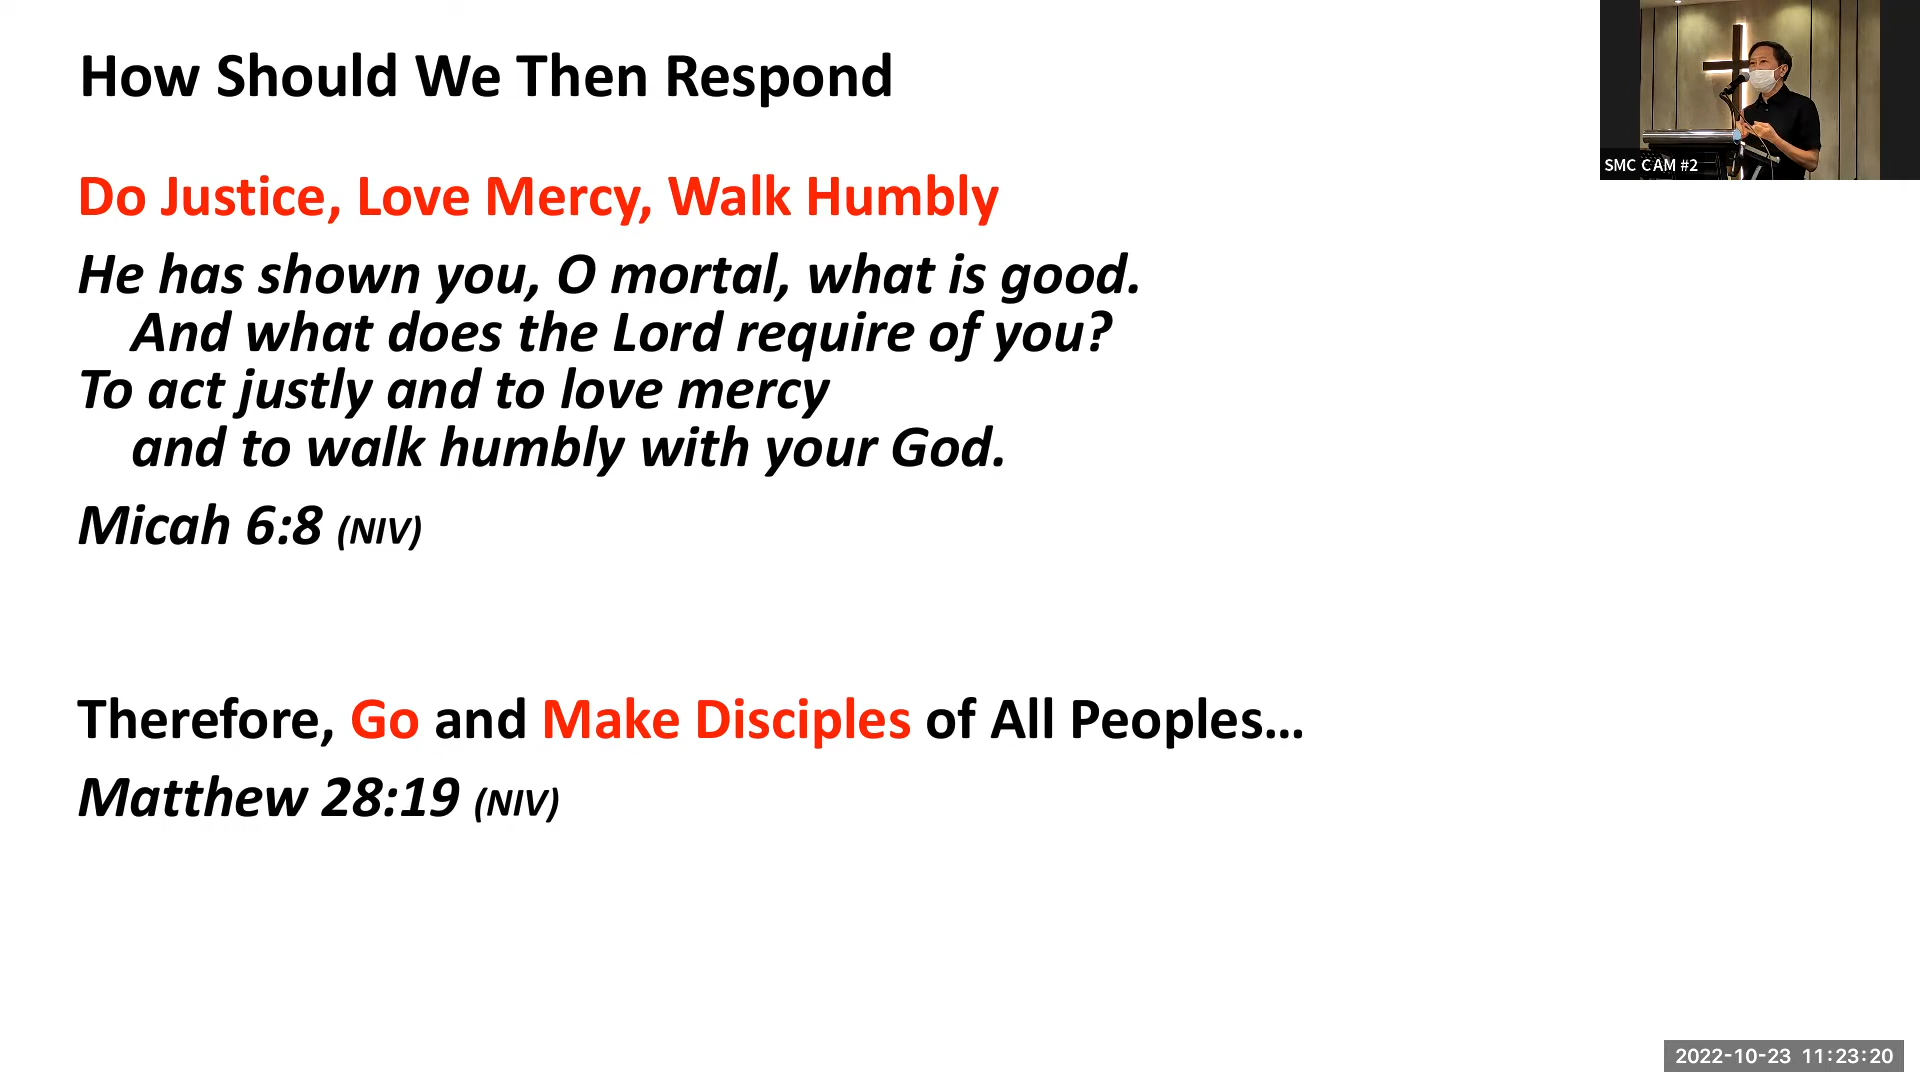 How Should We Then Respond
SMC CAM #2
Do Justice, Love Mercy, Walk Humbly
He has shown you, O mortal, what is good.
And what does the Lord require of you?
To act justly and to love mercy
and to walk humbly with your God.
Micah 6:8 (NIV)
Therefore, Go and Make Disciples of All Peoples…
Matthew 28:19 (NIV)
2022-10-23 11:23:20